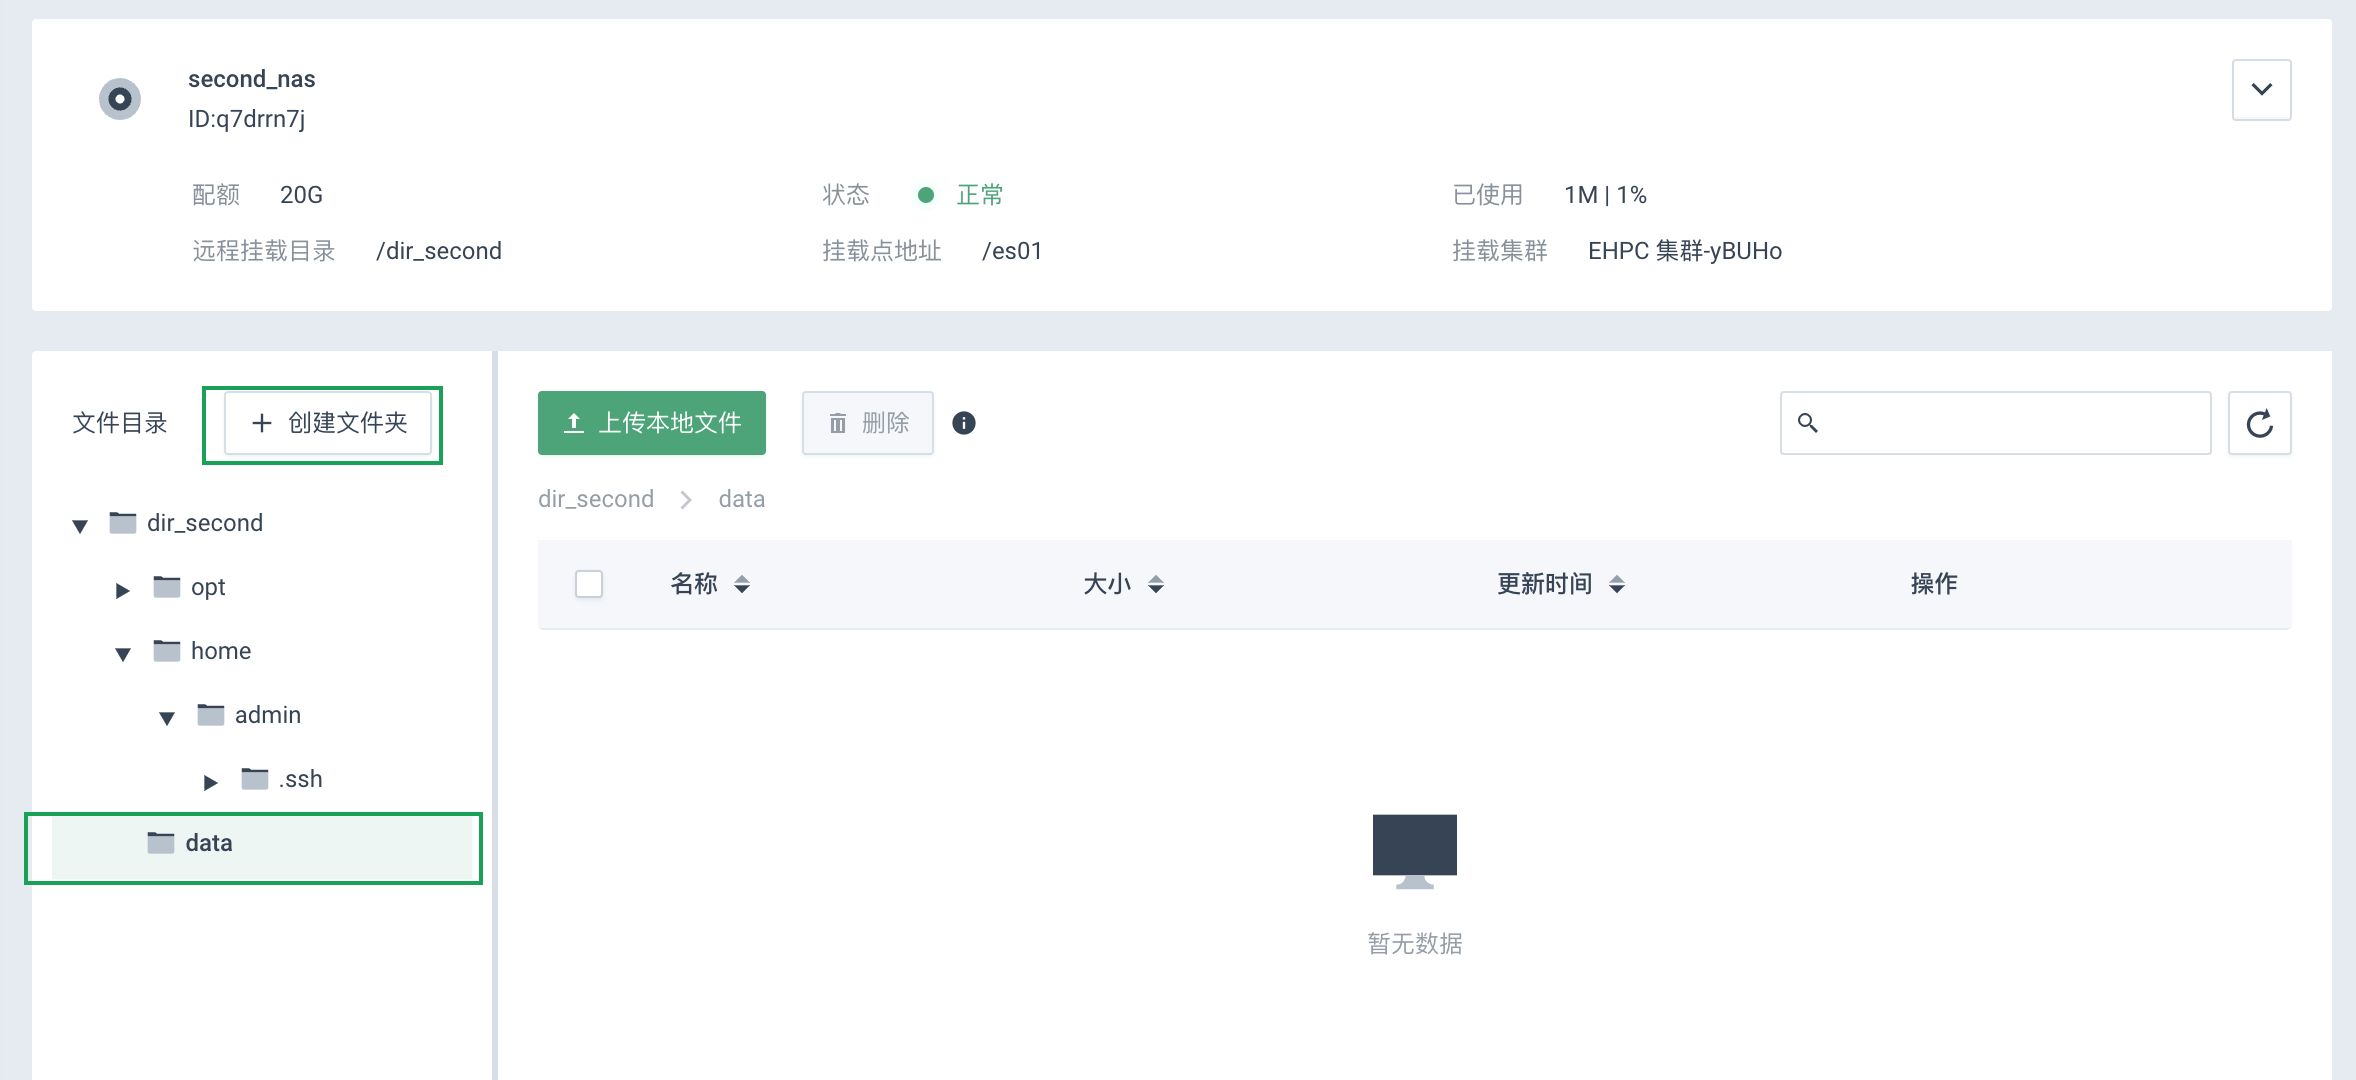 second_nas
ID:q7drrn7j
配额 20G 状态 正常 已使用 1M | 1%
远程挂载目录 /dir_second 挂载点地址 /es01 挂载集群 EHPC 集群-yBUHo
文件目录 创建文件夹 上传本地文件 删除
dir_second > data
dir_second
名称 大小 更新时间 操作
opt
home
admin
.ssh
data
暂无数据